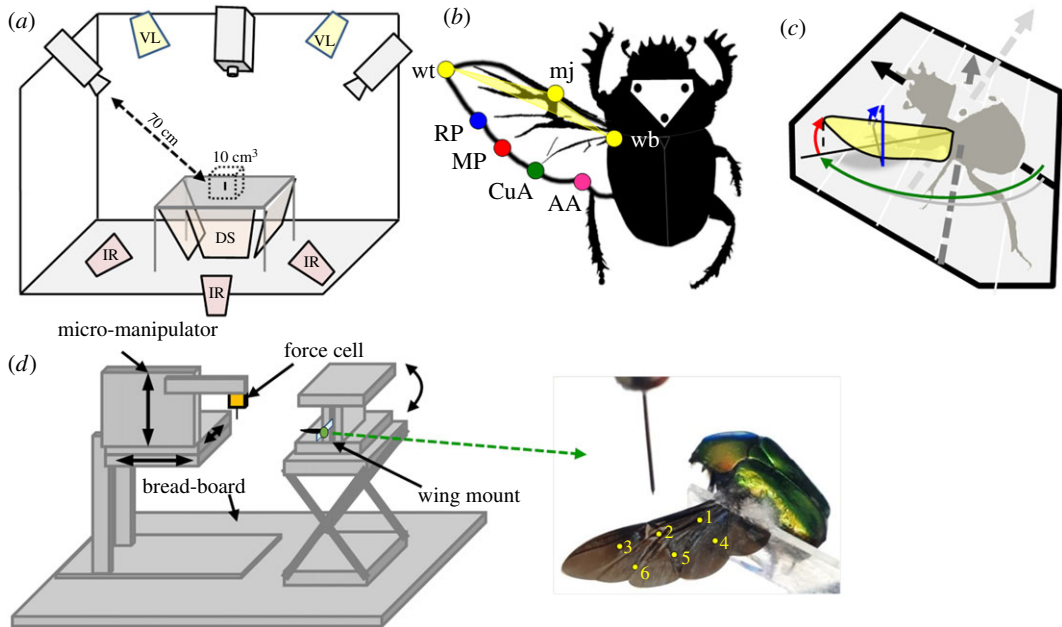 (a)
VL
VL
70 cm
10 cm³
I
DS
IR
IR
IR
(b)
wt
mj
RP
MP
wb
CuA
AA
(c)
(d)
micro-manipulator
force cell
bread-board
wing mount
1
2
3
4
5
6